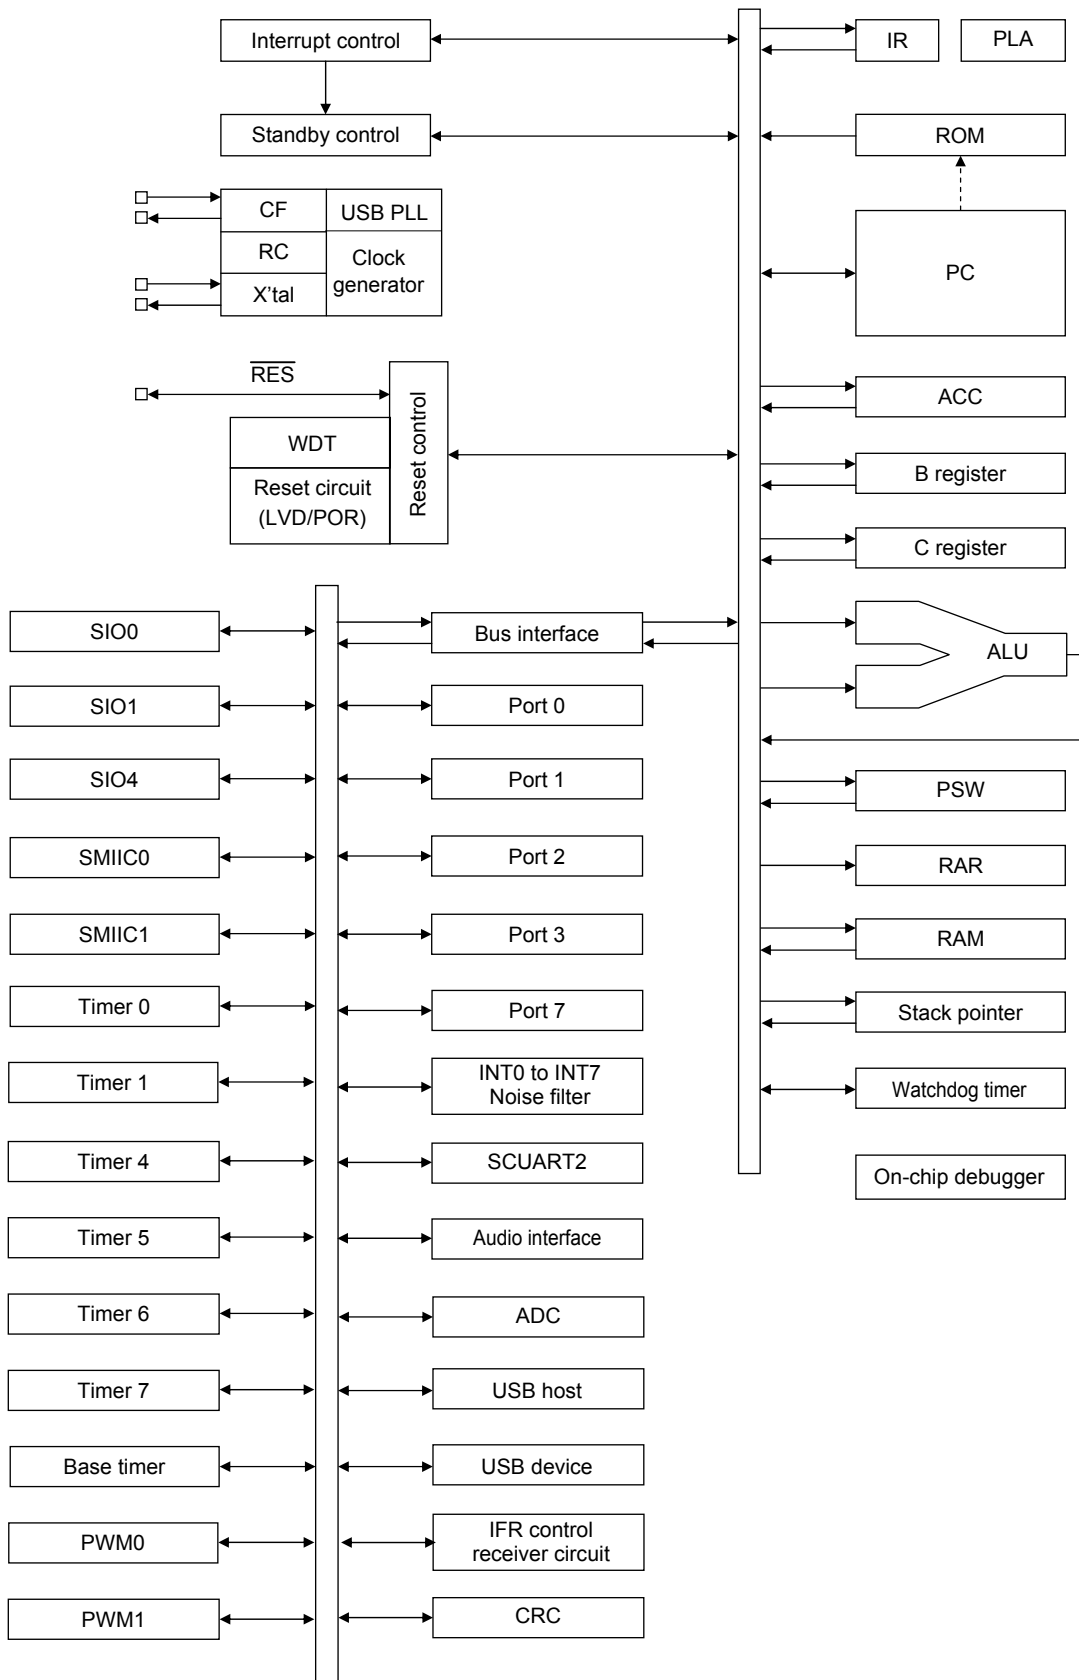 Interrupt control
IR
PLA
Standby control
ROM
CF
USB PLL
RC
Clock
generator
X'tal
PC
RES
Reset control
WDT
Reset circuit
(LVD/POR)
ACC
B register
C register
SIO0
Bus interface
ALU
SIO1
Port 0
SIO4
Port 1
PSW
SMIIC0
Port 2
RAR
SMIIC1
Port 3
RAM
Timer 0
Port 7
Stack pointer
Timer 1
INT0 to INT7
Noise filter
Watchdog timer
Timer 4
SCUART2
On-chip debugger
Timer 5
Audio interface
Timer 6
ADC
Timer 7
USB host
Base timer
USB device
PWM0
IFR control
receiver circuit
PWM1
CRC